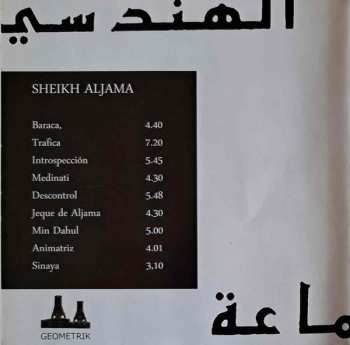 الهندسي
SHEIKH ALJAMA
Baraca, 4.40
Trafica 7.20
Introspección 5.45
Medinati 4.30
Descontrol 5.48
Jeque de Aljama 4.30
Min Dahul 5.00
Animatriz 4.01
Sinaya 3,10
GEOMETRIK
ماعة